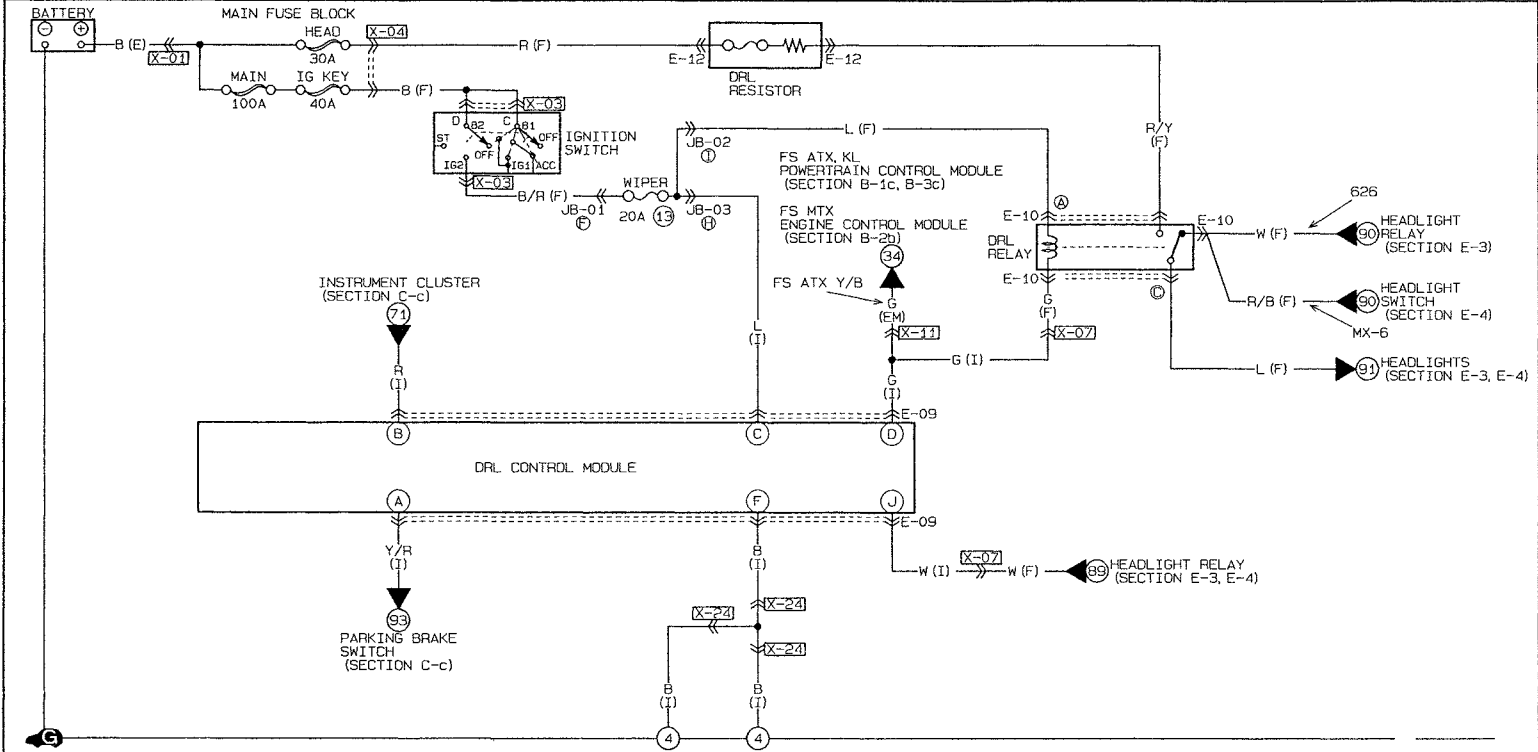 BATTERY
MAIN FUSE BLOCK
HEAD
30A
X-04
B (E)
X-01
R (F)
E-12
E-12
DRL
RESISTOR
MAIN
100A
IG KEY
40A
B (F)
X-03
D
B2
C
B1
ST
OFF
OFF
IG2
IG1
ACC
IGNITION
SWITCH
X-03
B/R (F)
JB-01
F
WIPER
20A
13
JB-02
I
JB-03
H
L (F)
R/Y
(F)
FS ATX, KL
POWERTRAIN CONTROL MODULE
(SECTION B-1c, B-3c)
FS MTX
ENGINE CONTROL MODULE
(SECTION B-2b)
34
FS ATX Y/B
G
(EM)
X-11
A
E-10
E-10
DRL
RELAY
E-10
C
G
(F)
X-07
G (I)
G
(I)
626
W (F)
90
HEADLIGHT
RELAY
(SECTION E-3)
R/B (F)
90
HEADLIGHT
SWITCH
(SECTION E-4)
MX-6
L (F)
91
HEADLIGHTS
(SECTION E-3, E-4)
INSTRUMENT CLUSTER
(SECTION C-c)
71
R
(I)
L
(I)
E-09
B
C
D
DRL CONTROL MODULE
A
F
J
E-09
Y/R
(I)
93
PARKING BRAKE
SWITCH
(SECTION C-c)
B
(I)
X-24
X-24
X-24
B
(I)
B
(I)
W (I)
X-07
W (F)
89
HEADLIGHT RELAY
(SECTION E-3, E-4)
G
4
4